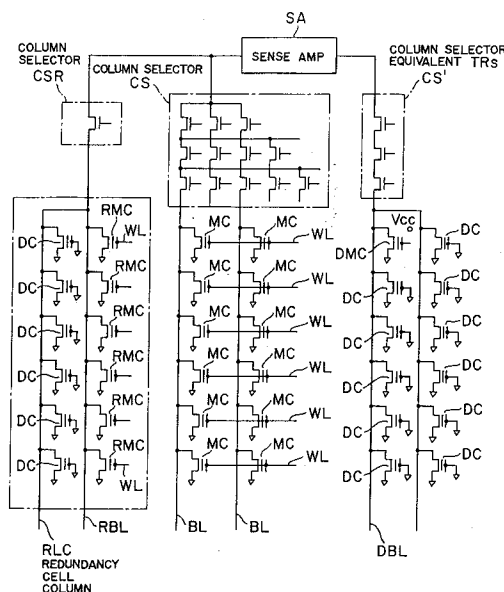 SA
SENSE AMP
COLUMN
SELECTOR
CSR
COLUMN SELECTOR
CS
COLUMN SELECTOR
EQUIVALENT TRs
CS'
RMC
MC
MC
Vcc
DC
DC
WL
WL
DMC
RMC
MC
MC
DC
DC
WL
DC
RMC
MC
MC
DC
DC
WL
DC
RMC
MC
MC
DC
DC
WL
DC
RMC
MC
MC
DC
DC
WL
DC
RMC
MC
MC
DC
DC
WL
WL
DC
RBL
BL
BL
DBL
RLC
REDUNDANCY
CELL
COLUMN